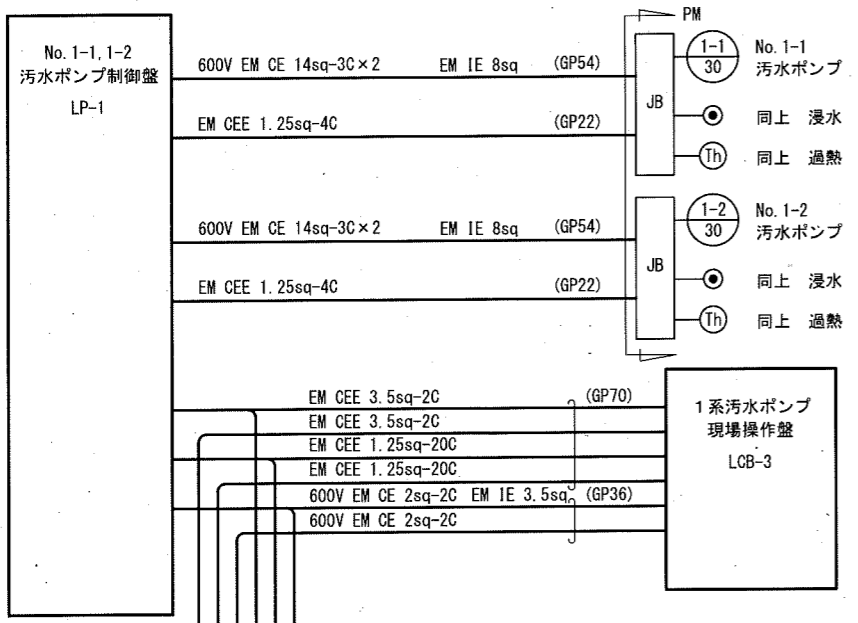 No. 1-1, 1-2
汚水ポンプ制御盤
LP-1
PM
600V EM CE 14sq-3C×2 EM IE 8sq (GP54)
EM CEE 1.25sq-4C (GP22)
JB
1-1
30
No. 1-1
汚水ポンプ
同上 浸水
Th 同上 過熱
600V EM CE 14sq-3C×2 EM IE 8sq (GP54)
EM CEE 1.25sq-4C (GP22)
JB
1-2
30
No. 1-2
汚水ポンプ
同上 浸水
Th 同上 過熱
EM CEE 3.5sq-2C (GP70)
EM CEE 3.5sq-2C
EM CEE 1.25sq-20C
EM CEE 1.25sq-20C
600V EM CE 2sq-2C EM IE 3.5sq (GP36)
600V EM CE 2sq-2C
1系汚水ポンプ
現場操作盤
LCB-3